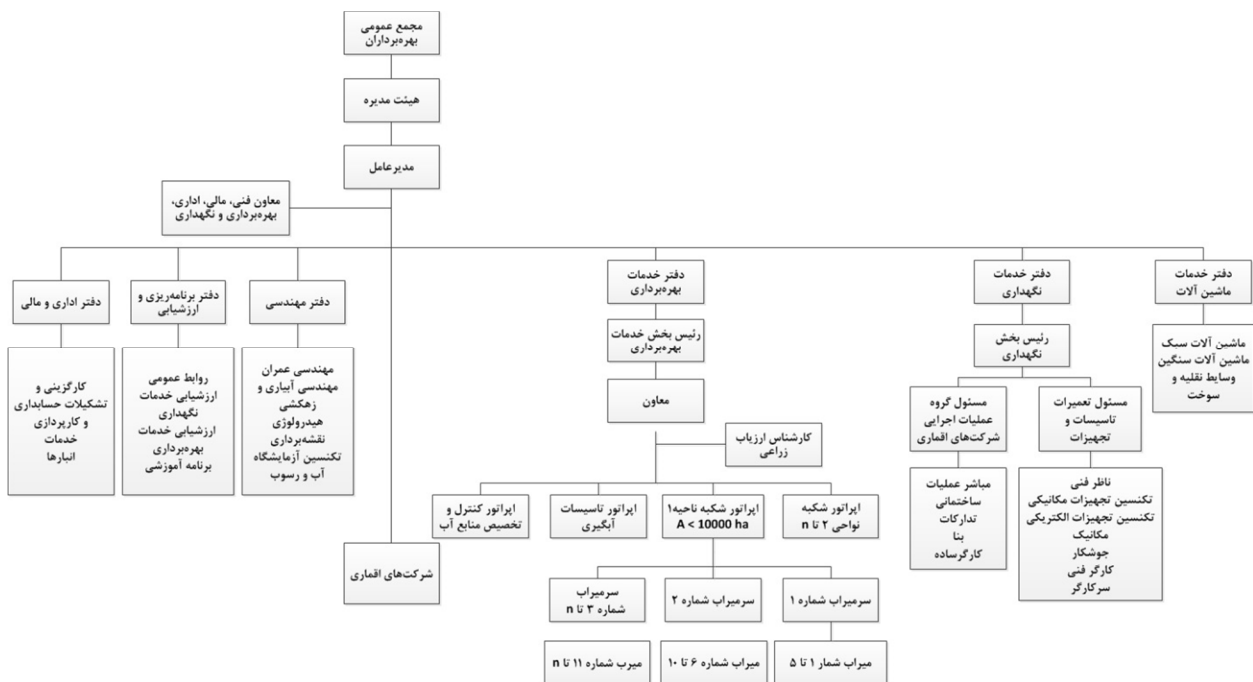 مجمع عمومی
بهره‌برداران
هیئت مدیره
مدیرعامل
معاون فنی، مالی، اداری،
بهره‌برداری و نگهداری
دفتر خدمات
ماشین آلات
ماشین آلات سبک
ماشین آلات سنگین
وسایط نقلیه و
سوخت
دفتر خدمات
نگهداری
رئیس بخش
نگهداری
مسئول تعمیرات
تاسیسات و
تجهیزات
ناظر فنی
تکنسین تجهیزات مکانیکی
تکنسین تجهیزات الکتریکی
مکانیک
جوشکار
کارگر فنی
سرکارگر
مسئول گروه
عملیات اجرایی
شرکت‌های اقماری
مباشر عملیات
ساختمانی
تدارکات
بنا
کارگرساده
دفتر خدمات
بهره‌برداری
رئیس بخش خدمات
بهره‌برداری
معاون
کارشناس ارزیاب
زراعی
اپراتور شکبه
نواحی ۲ تا n
اپراتور شکبه ناحیه۱
A < 10000 ha
اپراتور تاسیسات
آبگیری
اپراتور کنترل و
تخصیص منابع آب
سرمیراب شماره ۱
سرمیراب شماره ۲
سرمیراب
شماره ۳ تا n
میراب شمار ۱ تا ۵
میراب شماره ۶ تا ۱۰
میرب شماره ۱۱ تا n
شرکت‌های اقماری
دفتر مهندسی
مهندسی عمران
مهندسی آبیاری و
زهکشی
هیدرولوژی
نقشه‌برداری
تکنسین آزمایشگاه
آب و رسوب
دفتر برنامه‌ریزی و
ارزشیابی
روابط عمومی
ارزشیابی خدمات
نگهداری
ارزشیابی خدمات
بهره‌برداری
برنامه آموزشی
دفتر اداری و مالی
کارگزینی و
تشکیلات حسابداری
و کارپردازی
خدمات
انبارها